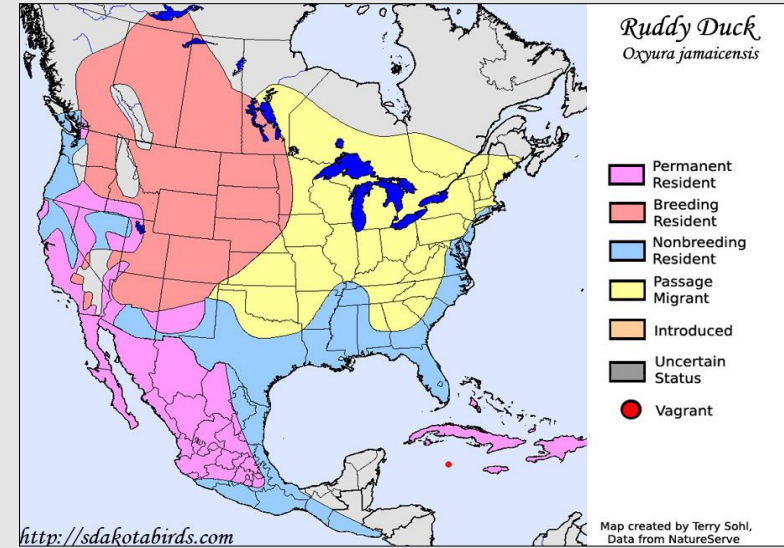 Ruddy Duck
Oxyura jamaicensis
Permanent
Resident
Breeding
Resident
Nonbreeding
Resident
Passage
Migrant
Introduced
Uncertain
Status
Vagrant
Map created by Terry Sohl,
Data from NatureServe
http://sdakotabirds.com